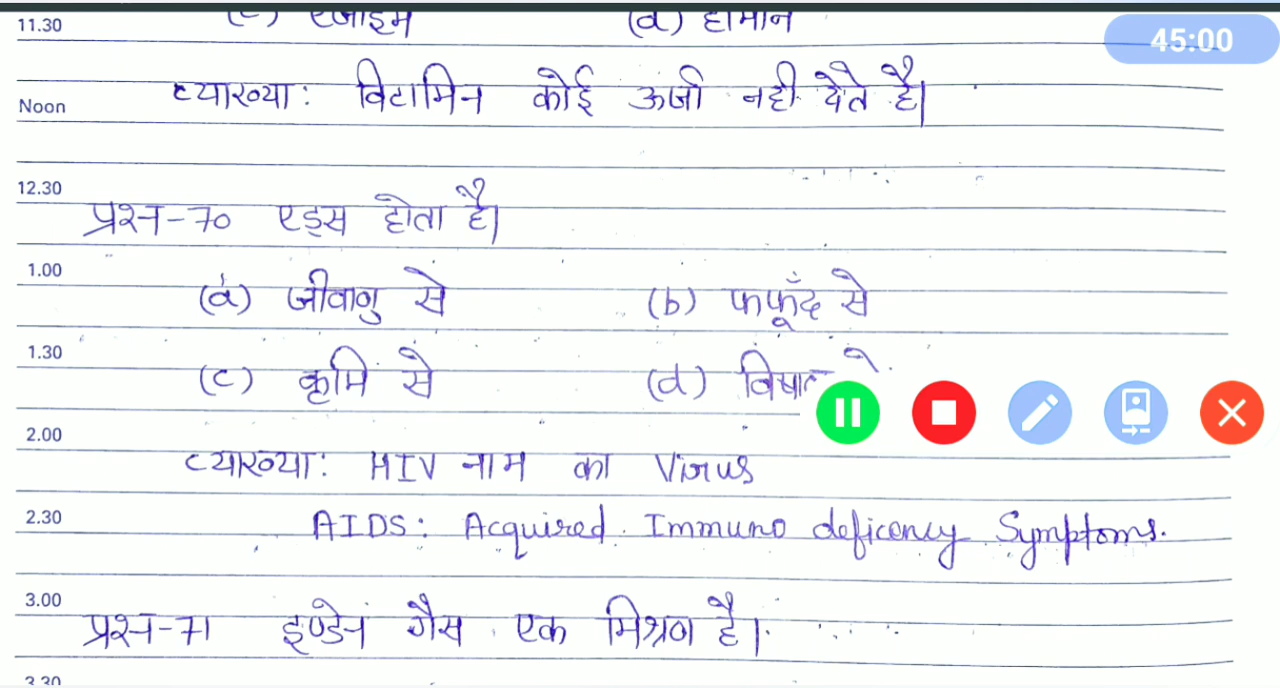 11.30 (c) एंजाइम (d) हार्मोन
45:00
Noon व्याख्या: विटामिन कोई ऊर्जा नही देते है।
12.30
प्रश्न-70 एड्स होता है।
1.00 (a) जीवाणु से (b) फफूँद से
1.30 (c) कृमि से (d)
2.00
व्याख्या: HIV नाम का Virus
2.30 AIDS: Acquired Immuno deficency Symptoms.
3.00 प्रश्न-71 इण्डेन गैस एक मिश्रण है।
3.30